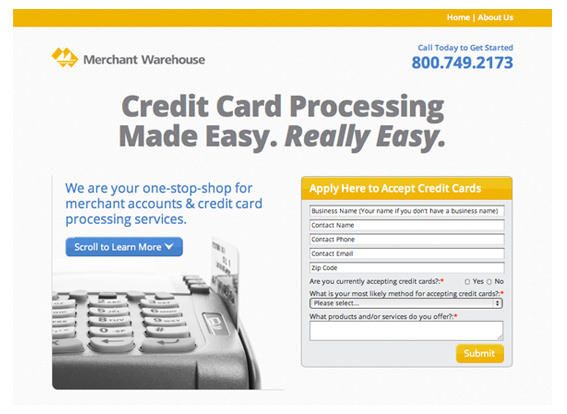 Home | About Us
Merchant Warehouse
Call Today to Get Started
800.749.2173
Credit Card Processing
Made Easy. Really Easy.
We are your one-stop-shop for
merchant accounts & credit card
processing services.
Scroll to Learn More
Apply Here to Accept Credit Cards
Business Name (Your name if you don't have a business name)
Contact Name
Contact Phone
Contact Email
Zip Code
Are you currently accepting credit cards?:* Yes No
What is your most likely method for accepting credit cards?:*
Please select...
What products and/or services do you offer?:*
Submit